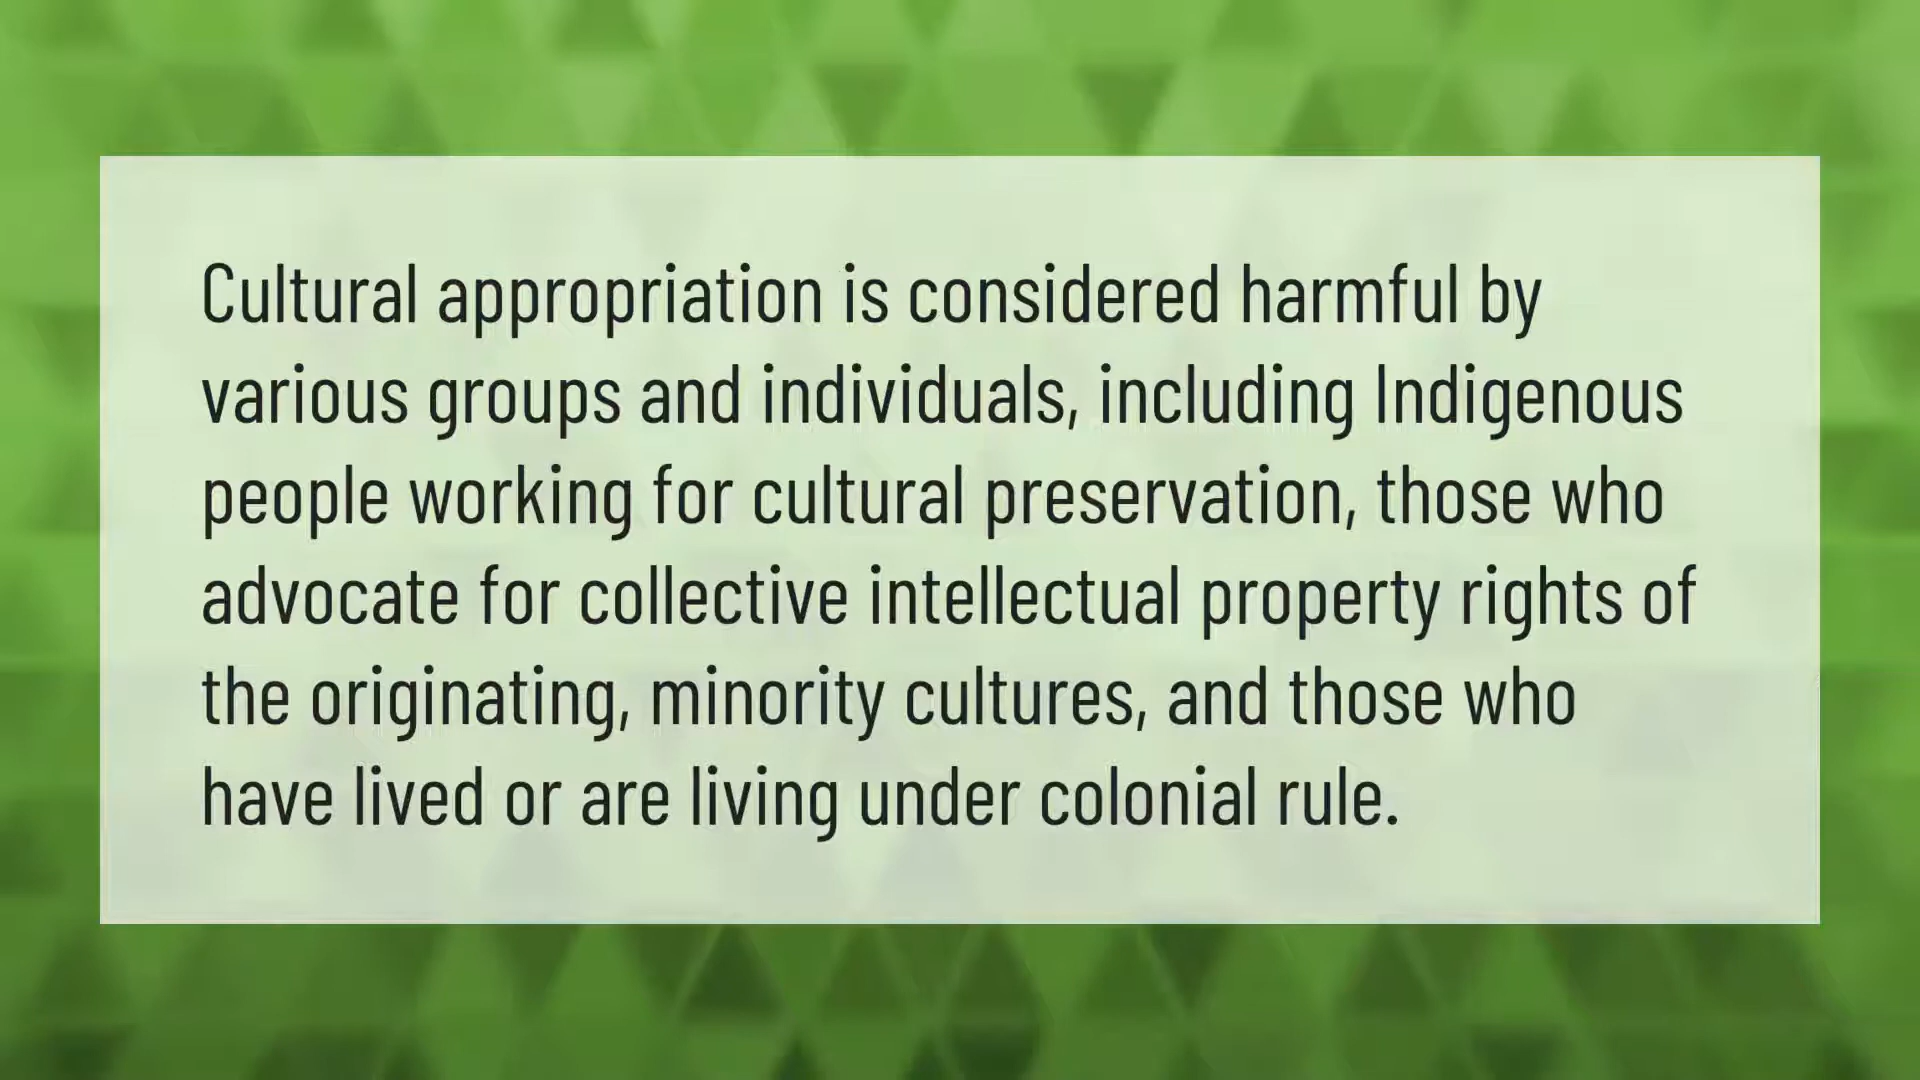 Cultural appropriation is considered harmful by
various groups and individuals, including Indigenous
people working for cultural preservation, those who
advocate for collective intellectual property rights of
the originating, minority cultures, and those who
have lived or are living under colonial rule.